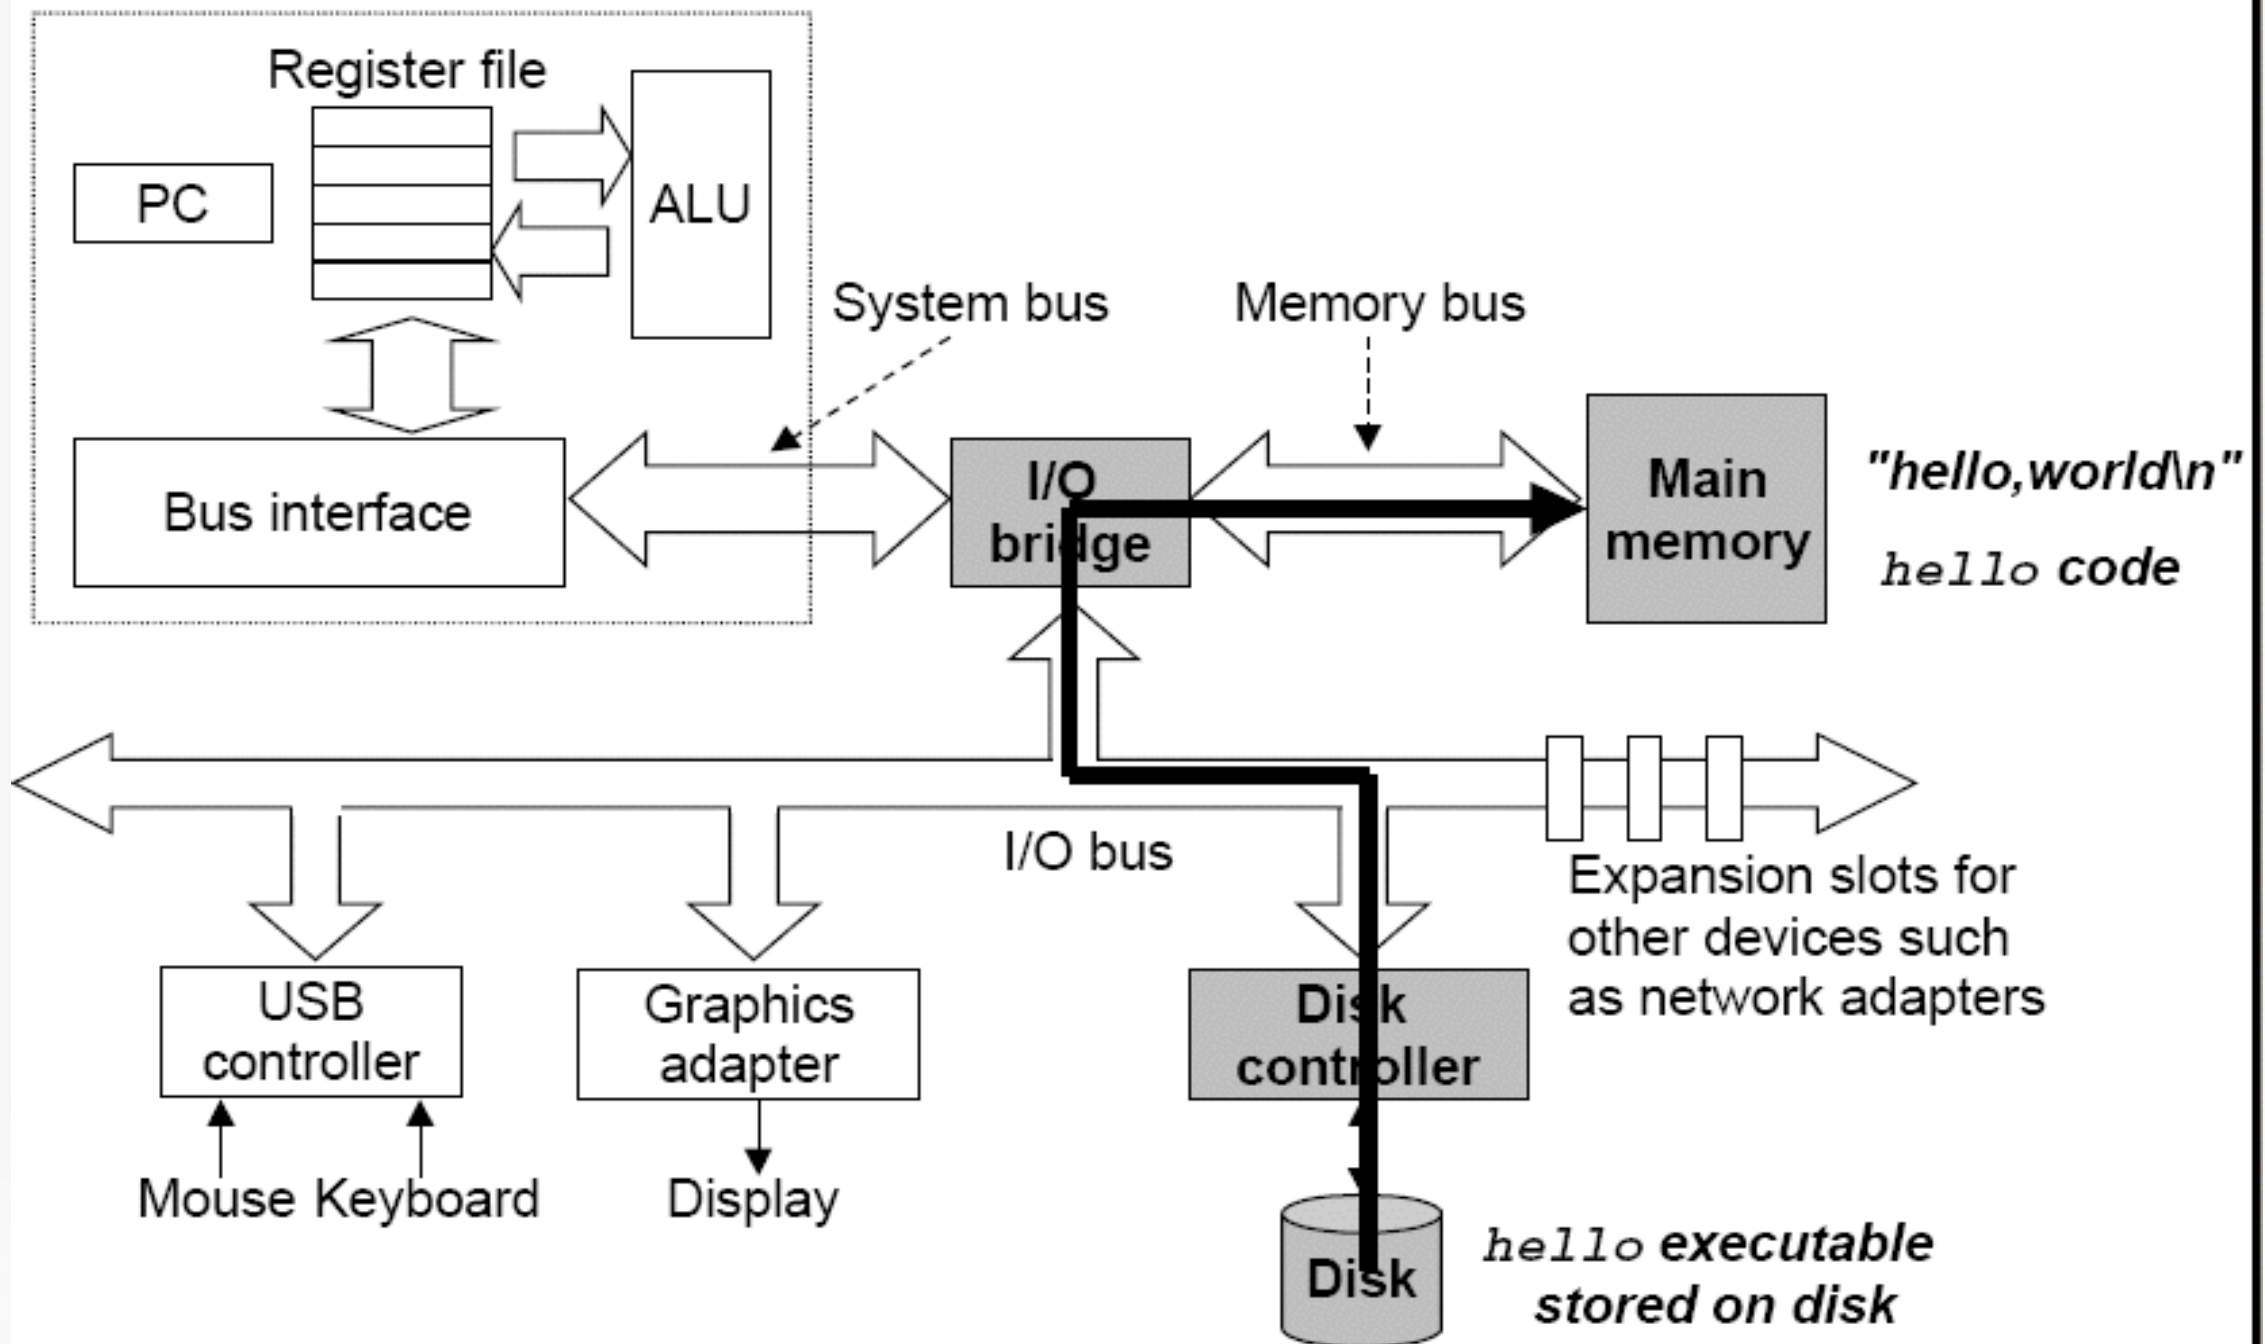 Register file
PC
ALU
System bus
Memory bus
Bus interface
I/O
bridge
Main
memory
"hello,world\n"
hello code
I/O bus
Expansion slots for
other devices such
as network adapters
USB
controller
Graphics
adapter
Disk
controller
Mouse Keyboard
Display
Disk
hello executable
stored on disk